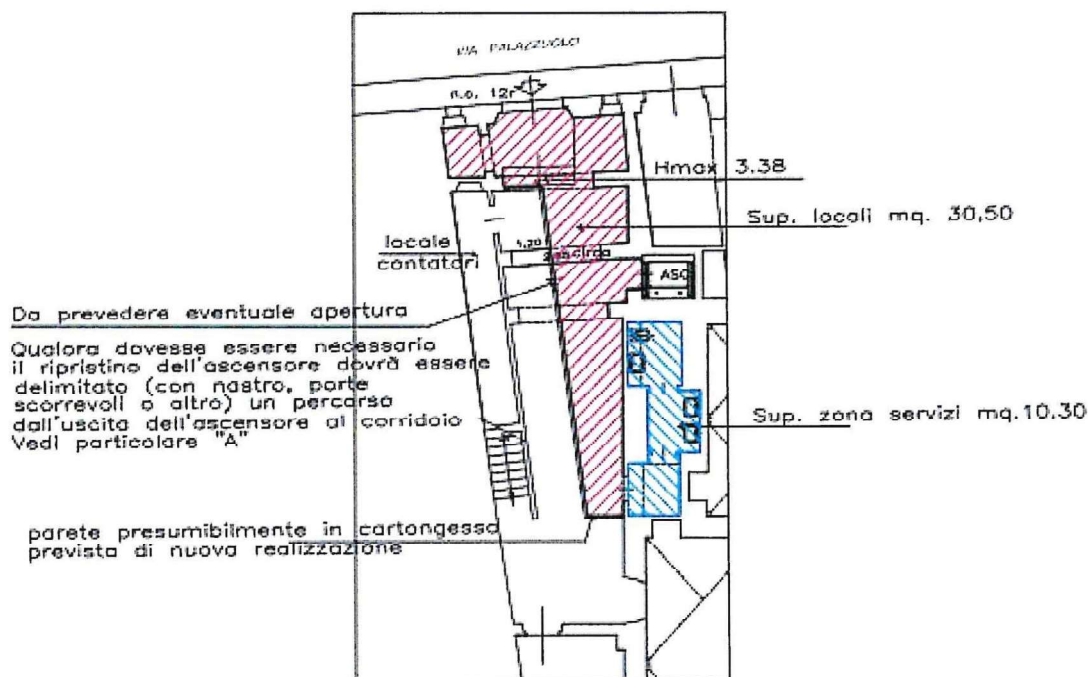 VIA PALAZZUOLO
n.c. 12r
Hmax 3.38
Sup. locali mq. 30,50
locale
contatori
circa
ASC
Da prevedere eventuale apertura
Qualora dovesse essere necessario
il ripristino dell'ascensore dovrà essere
delimitato (con nastro, porte
scorrevoli o altro) un percorso
dall'uscita dell'ascensore al corridoio
Vedi particolare "A"
Sup. zona servizi mq.10.30
parete presumibilmente in cartongesso
prevista di nuova realizzazione